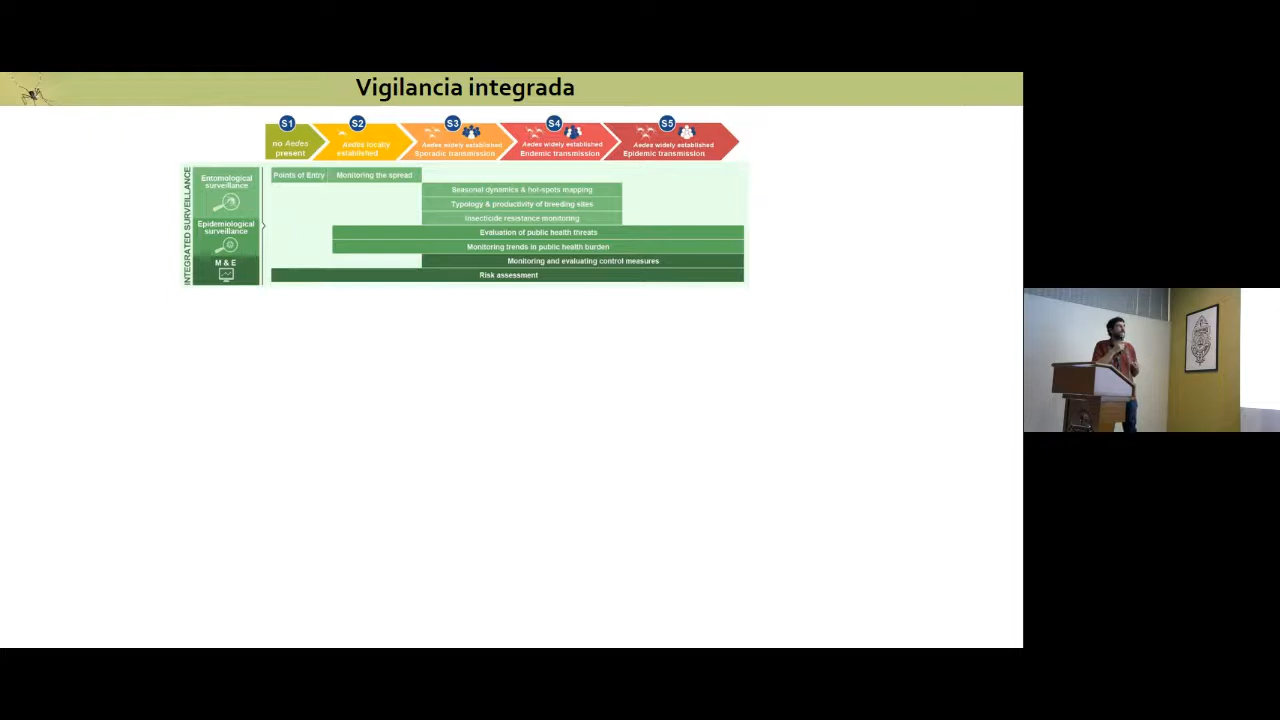 Vigilancia integrada
S1
S2
S3
S4
S5
no Aedes
present
Aedes locally
established
Aedes widely established
Sporadic transmission
Aedes widely established
Endemic transmission
Aedes widely established
Epidemic transmission
INTEGRATED SURVEILLANCE
Entomological
surveillance
Epidemiological
surveillance
M & E
Points of Entry
Monitoring the spread
Seasonal dynamics & hot-spots mapping
Typology & productivity of breeding sites
Insecticide resistance monitoring
Evaluation of public health threats
Monitoring trends in public health burden
Monitoring and evaluating control measures
Risk assessment